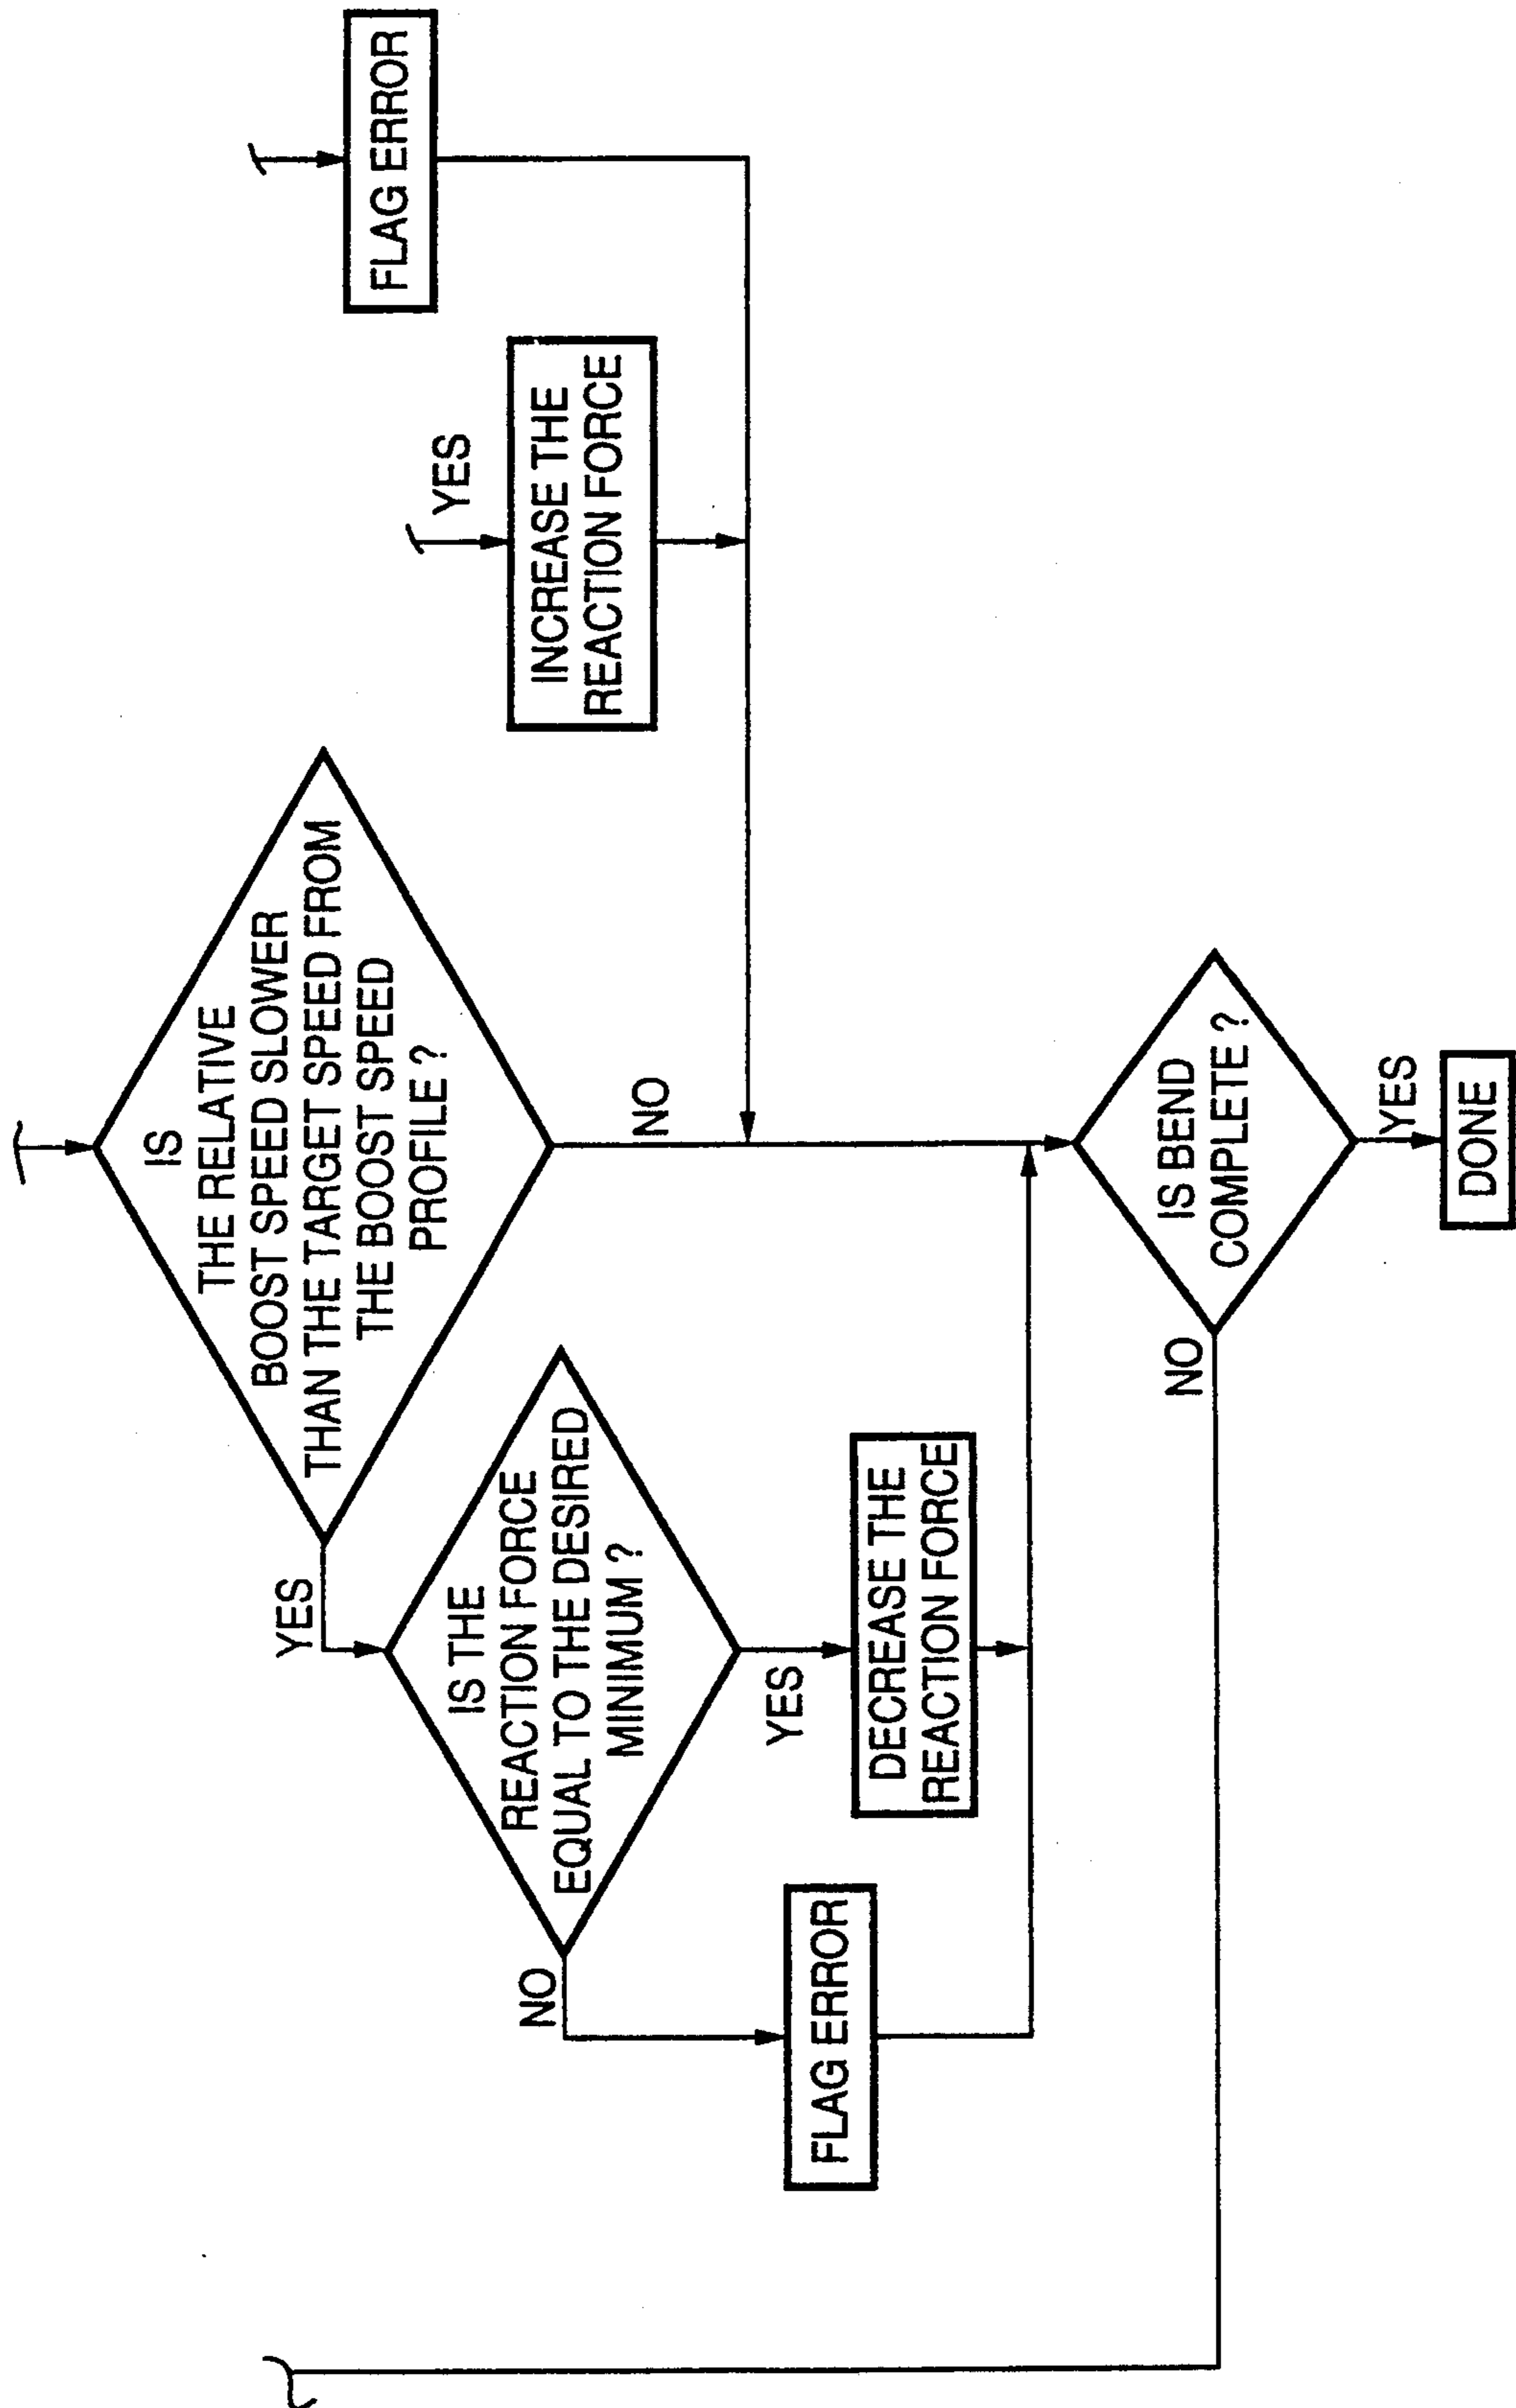 IS
THE RELATIVE
BOOST SPEED SLOWER
THAN THE TARGET SPEED FROM
THE BOOST SPEED
PROFILE ?
YES
NO
IS THE
REACTION FORCE
EQUAL TO THE DESIRED
MINIMUM ?
NO
YES
FLAG ERROR
DECREASE THE
REACTION FORCE
YES
INCREASE THE
REACTION FORCE
FLAG ERROR
IS BEND
COMPLETE ?
NO
YES
DONE